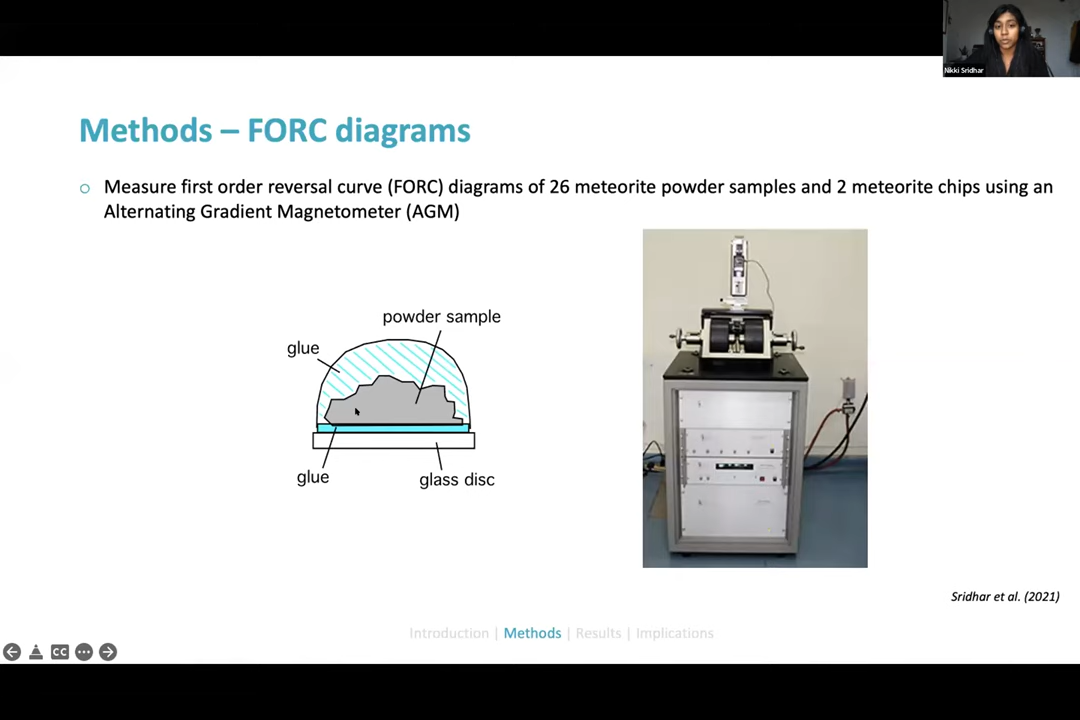 Nikki Sridhar
Methods – FORC diagrams
Measure first order reversal curve (FORC) diagrams of 26 meteorite powder samples and 2 meteorite chips using an
Alternating Gradient Magnetometer (AGM)
powder sample
glue
glue
glass disc
Sridhar et al. (2021)
Introduction | Methods | Results | Implications
CC